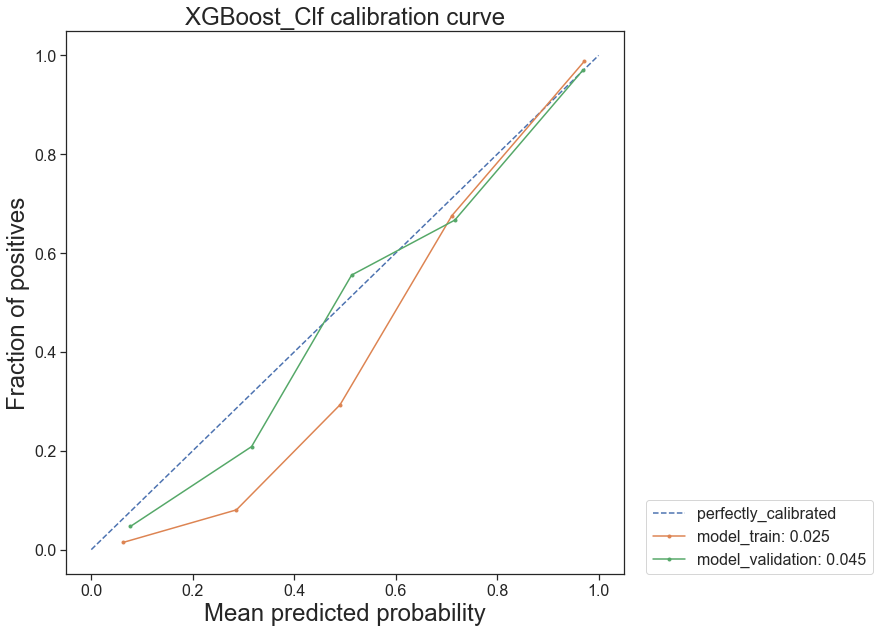 XGBoost_Clf calibration curve
Fraction of positives
1.0
0.8
0.6
0.4
0.2
0.0
0.0 0.2 0.4 0.6 0.8 1.0
Mean predicted probability
perfectly_calibrated
model_train: 0.025
model_validation: 0.045